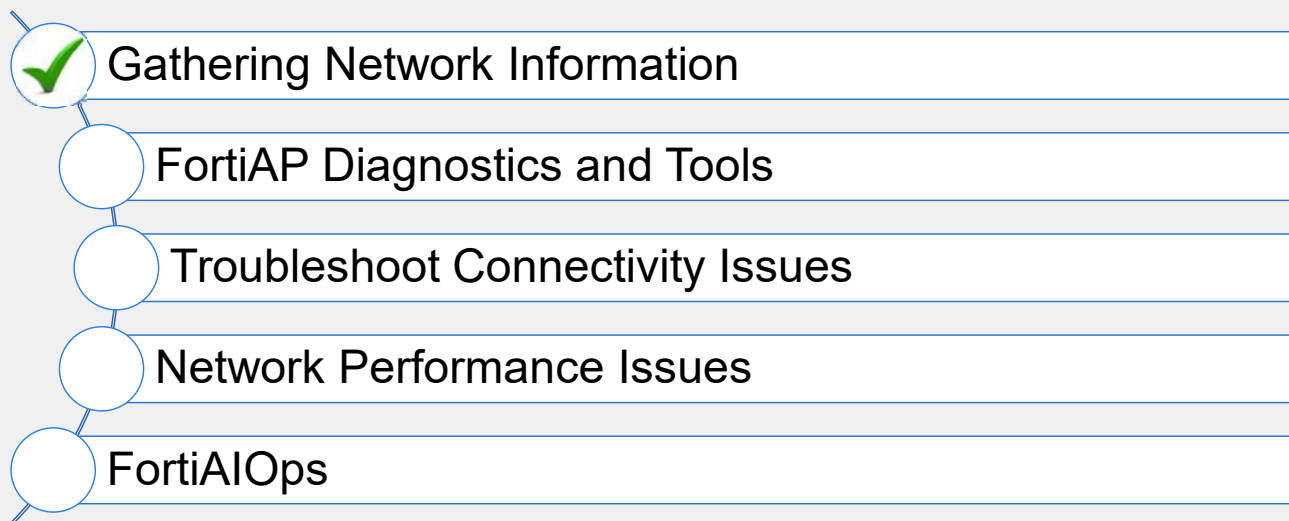 Gathering Network Information
FortiAP Diagnostics and Tools
Troubleshoot Connectivity Issues
Network Performance Issues
FortiAIOps